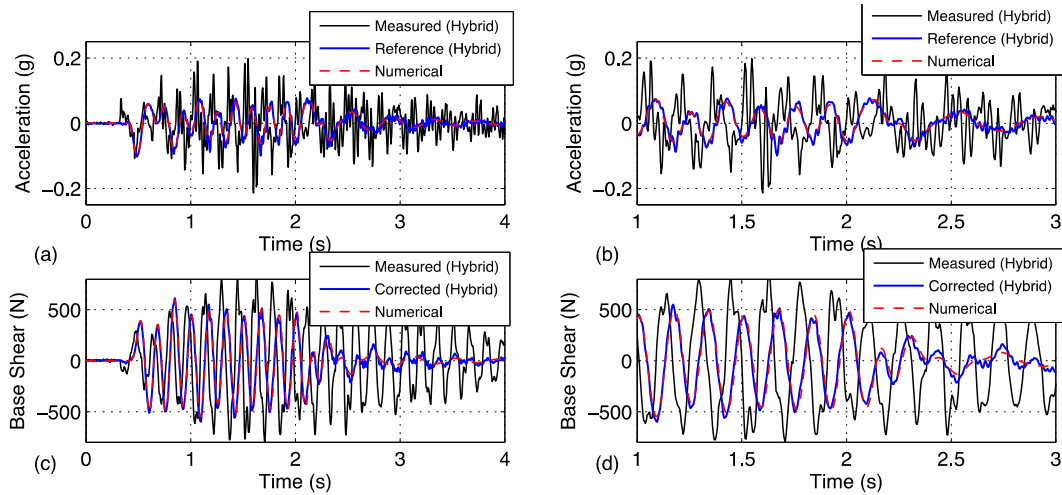 Measured (Hybrid)
Reference (Hybrid)
Numerical
0.2
0
−0.2
Acceleration (g)
0 1 2 3 4
Time (s)
(a)
Measured (Hybrid)
Reference (Hybrid)
Numerical
0.2
0
−0.2
Acceleration (g)
1 1.5 2 2.5 3
Time (s)
(b)
Measured (Hybrid)
Corrected (Hybrid)
Numerical
500
0
−500
Base Shear (N)
0 1 2 3 4
Time (s)
(c)
Measured (Hybrid)
Corrected (Hybrid)
Numerical
500
0
−500
Base Shear (N)
1 1.5 2 2.5 3
Time (s)
(d)